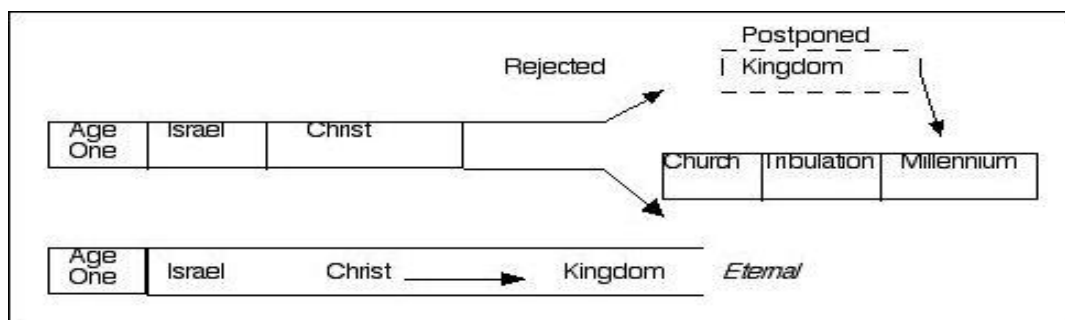 Postponed
Rejected Kingdom
Age One Israel Christ
Church Tribulation Millennium
Age One Israel Christ Kingdom Eternal